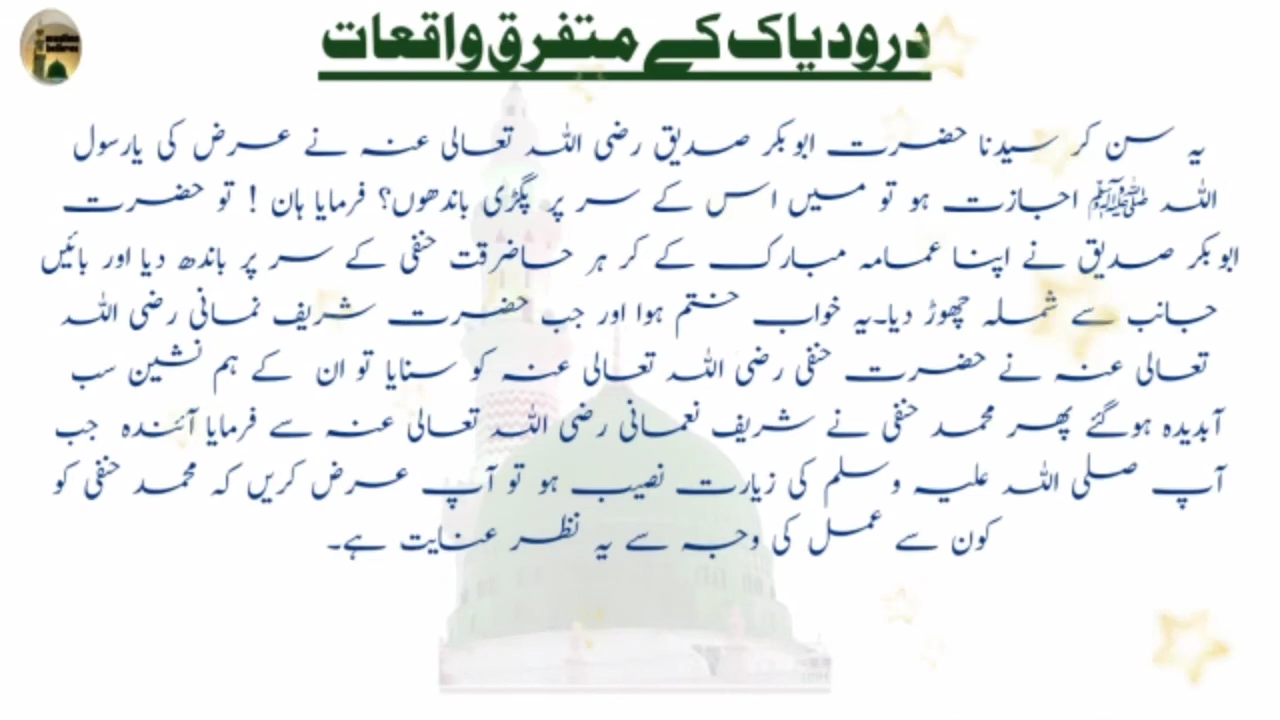 درود پاک کے متفرق واقعات
یہ سن کر سیدنا حضرت ابوبکر صدیق رضی اللہ تعالی عنہ نے عرض کی یارسول
اللہ ﷺ اجازت ہو تو میں اس کے سر پر پگڑی باندھوں؟ فرمایا ہان ! تو حضرت
ابوبکر صدیق نے اپنا عمامہ مبارک لے کر ہر حاضرقت حنفی کے سر پر باندھ دیا اور بائیں
جانب سے شملہ چھوڑ دیا۔یہ خواب ختم ہوا اور جب حضرت شریف نمانی رضی اللہ
تعالی عنہ نے حضرت حنفی رضی اللہ تعالی عنہ کو سنایا تو ان کے ہم نشین سب
آبدیدہ ہوگئے پھر محمد حنفی نے شریف نعمانی رضی اللہ تعالی عنہ سے فرمایا آئندہ جب
آپ صلی اللہ علیہ وسلم کی زیارت نصیب ہو تو آپ عرض کریں کہ محمد حنفی کو
کون سے عمل کی وجہ سے یہ نظر عنایت ہے۔